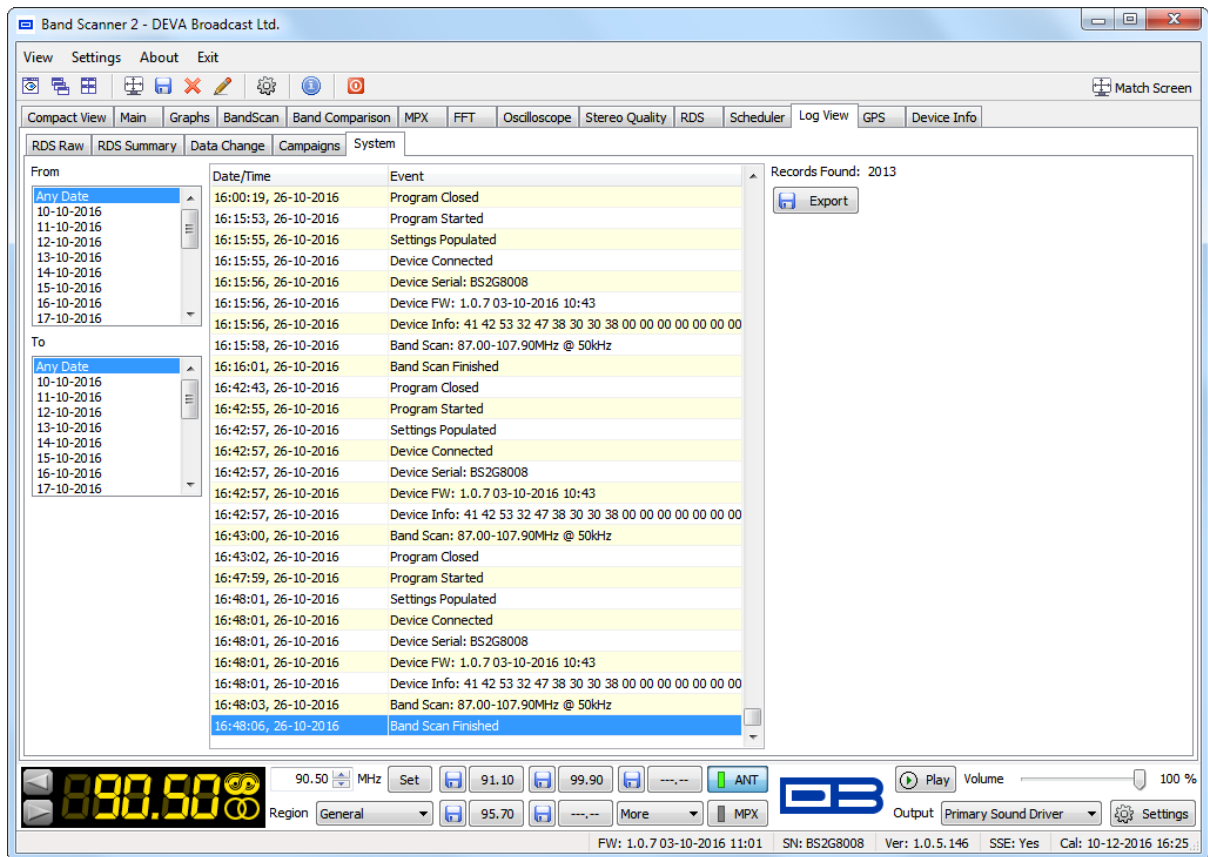 Band Scanner 2 - DEVA Broadcast Ltd.
View Settings About Exit
Match Screen
Compact View Main Graphs BandScan Band Comparison MPX FFT Oscilloscope Stereo Quality RDS Scheduler Log View GPS Device Info
RDS Raw RDS Summary Data Change Campaigns System
From
Any Date
10-10-2016
11-10-2016
12-10-2016
13-10-2016
14-10-2016
15-10-2016
16-10-2016
17-10-2016
To
Any Date
10-10-2016
11-10-2016
12-10-2016
13-10-2016
14-10-2016
15-10-2016
16-10-2016
17-10-2016
Date/Time Event
16:00:19, 26-10-2016 Program Closed
16:15:53, 26-10-2016 Program Started
16:15:55, 26-10-2016 Settings Populated
16:15:55, 26-10-2016 Device Connected
16:15:56, 26-10-2016 Device Serial: BS2G8008
16:15:56, 26-10-2016 Device FW: 1.0.7 03-10-2016 10:43
16:15:56, 26-10-2016 Device Info: 41 42 53 32 47 38 30 30 38 00 00 00 00 00 00 00
16:15:58, 26-10-2016 Band Scan: 87.00-107.90MHz @ 50kHz
16:16:01, 26-10-2016 Band Scan Finished
16:42:43, 26-10-2016 Program Closed
16:42:55, 26-10-2016 Program Started
16:42:57, 26-10-2016 Settings Populated
16:42:57, 26-10-2016 Device Connected
16:42:57, 26-10-2016 Device Serial: BS2G8008
16:42:57, 26-10-2016 Device FW: 1.0.7 03-10-2016 10:43
16:42:57, 26-10-2016 Device Info: 41 42 53 32 47 38 30 30 38 00 00 00 00 00 00 00
16:43:00, 26-10-2016 Band Scan: 87.00-107.90MHz @ 50kHz
16:43:02, 26-10-2016 Program Closed
16:47:59, 26-10-2016 Program Started
16:48:01, 26-10-2016 Settings Populated
16:48:01, 26-10-2016 Device Connected
16:48:01, 26-10-2016 Device Serial: BS2G8008
16:48:01, 26-10-2016 Device FW: 1.0.7 03-10-2016 10:43
16:48:01, 26-10-2016 Device Info: 41 42 53 32 47 38 30 30 38 00 00 00 00 00 00 00
16:48:03, 26-10-2016 Band Scan: 87.00-107.90MHz @ 50kHz
16:48:06, 26-10-2016 Band Scan Finished
Records Found: 2013
Export
90.50
90.50 MHz Set 91.10 99.90 ---.-- ANT
Region General 95.70 ---.-- More MPX
Play Volume 100 %
Output Primary Sound Driver Settings
FW: 1.0.7 03-10-2016 11:01 SN: BS2G8008 Ver: 1.0.5.146 SSE: Yes Cal: 10-12-2016 16:25